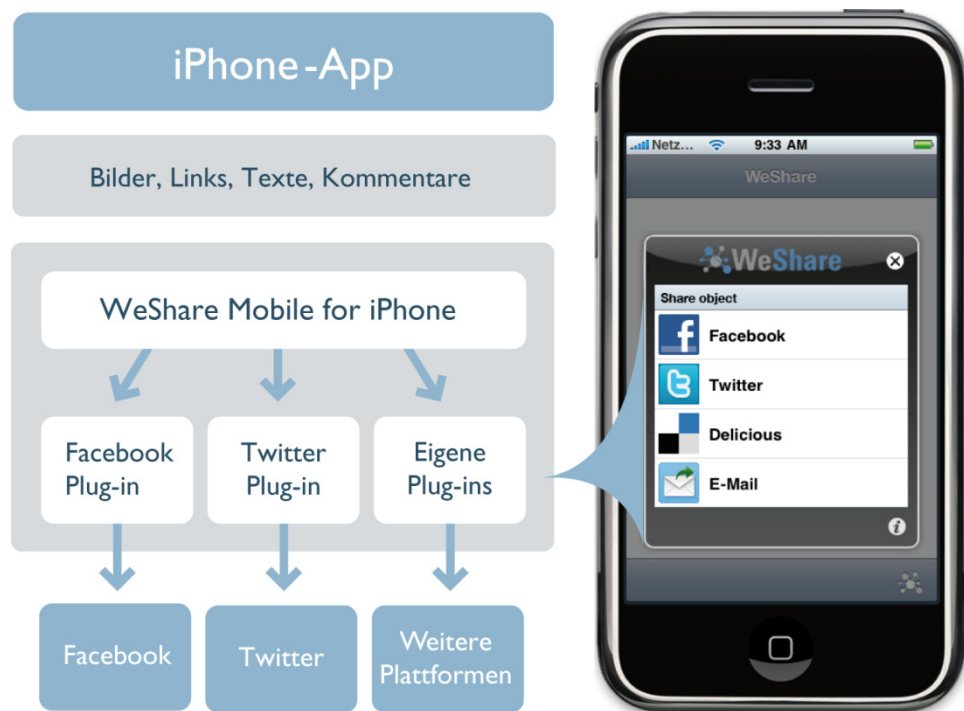 iPhone-App
Bilder, Links, Texte, Kommentare
WeShare Mobile for iPhone
Facebook
Plug-in
Twitter
Plug-in
Eigene
Plug-ins
Facebook
Twitter
Weitere
Plattformen
Netz... 9:33 AM
WeShare
WeShare
Share object
Facebook
Twitter
Delicious
E-Mail